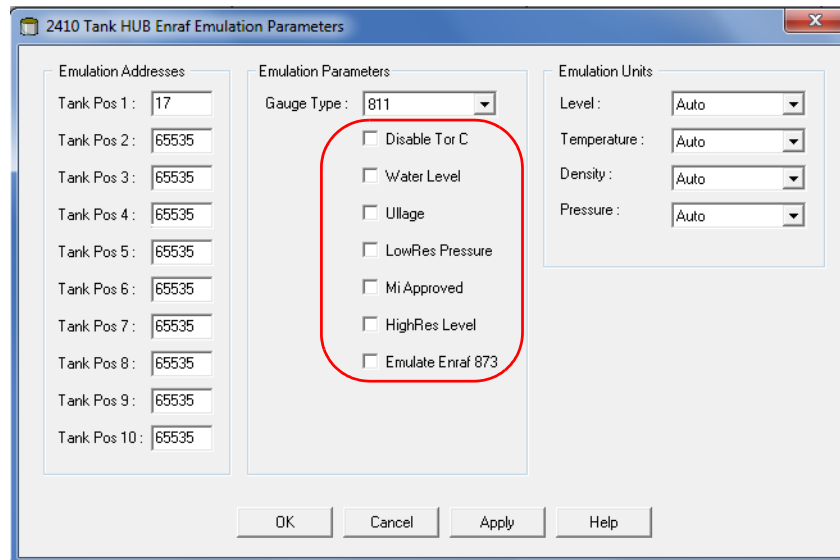 2410 Tank HUB Enraf Emulation Parameters
Emulation Addresses
Tank Pos 1 : 17
Tank Pos 2 : 65535
Tank Pos 3 : 65535
Tank Pos 4 : 65535
Tank Pos 5 : 65535
Tank Pos 6 : 65535
Tank Pos 7 : 65535
Tank Pos 8 : 65535
Tank Pos 9 : 65535
Tank Pos 10 : 65535
Emulation Parameters
Gauge Type : 811
Disable Tor C
Water Level
Ullage
LowRes Pressure
Mi Approved
HighRes Level
Emulate Enraf 873
Emulation Units
Level : Auto
Temperature : Auto
Density : Auto
Pressure : Auto
OK Cancel Apply Help